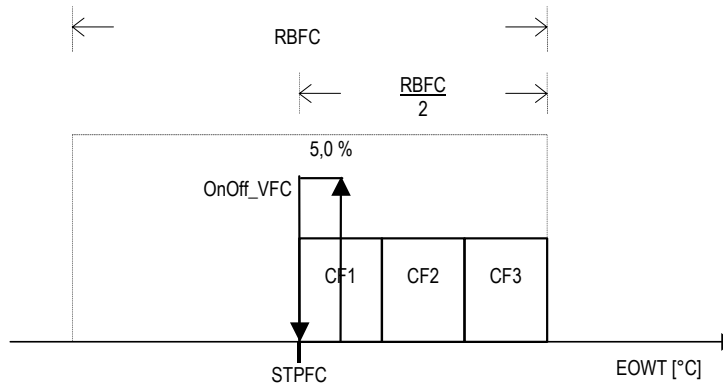 RBFC
RBFC
2
5,0 %
OnOff_VFC
CF1 CF2 CF3
STPFC
EOWT [°C]